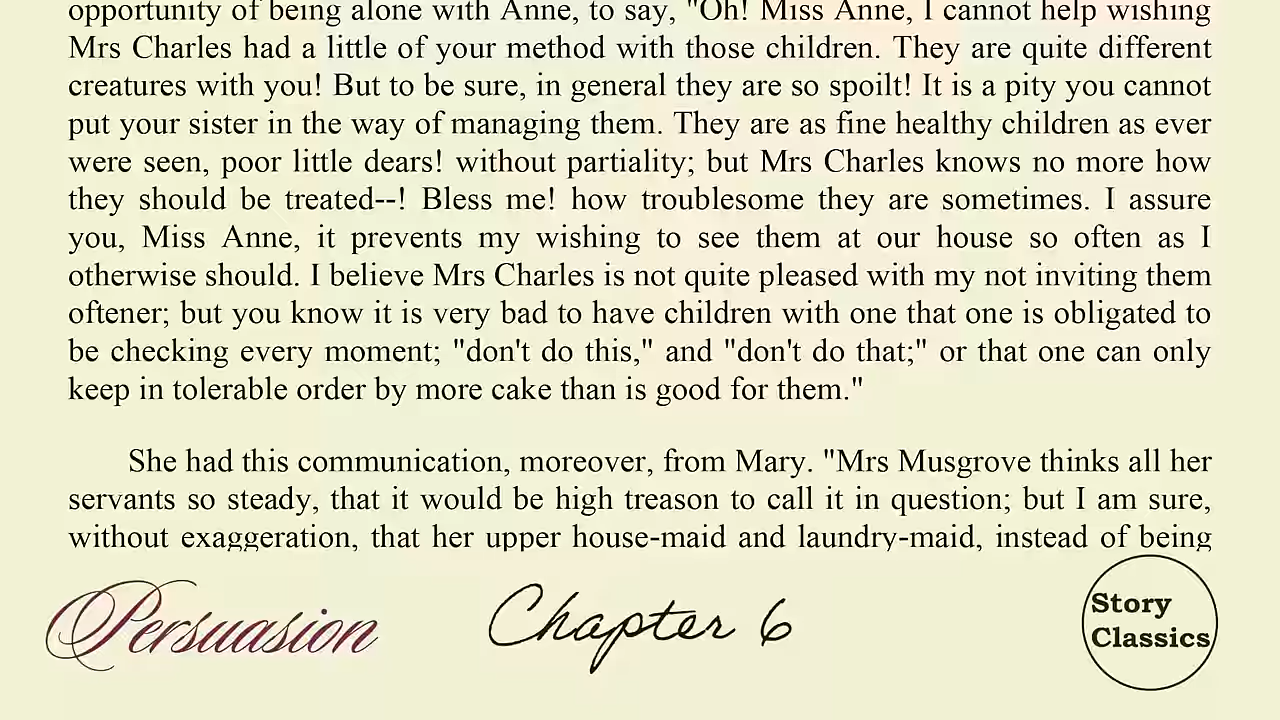 opportunity of being alone with Anne, to say, "Oh! Miss Anne, I cannot help wishing
Mrs Charles had a little of your method with those children. They are quite different
creatures with you! But to be sure, in general they are so spoilt! It is a pity you cannot
put your sister in the way of managing them. They are as fine healthy children as ever
were seen, poor little dears! without partiality; but Mrs Charles knows no more how
they should be treated--! Bless me! how troublesome they are sometimes. I assure
you, Miss Anne, it prevents my wishing to see them at our house so often as I
otherwise should. I believe Mrs Charles is not quite pleased with my not inviting them
oftener; but you know it is very bad to have children with one that one is obligated to
be checking every moment; "don't do this," and "don't do that;" or that one can only
keep in tolerable order by more cake than is good for them."
She had this communication, moreover, from Mary. "Mrs Musgrove thinks all her
servants so steady, that it would be high treason to call it in question; but I am sure,
without exaggeration, that her upper house-maid and laundry-maid, instead of being
Persuasion
Chapter 6
Story
Classics